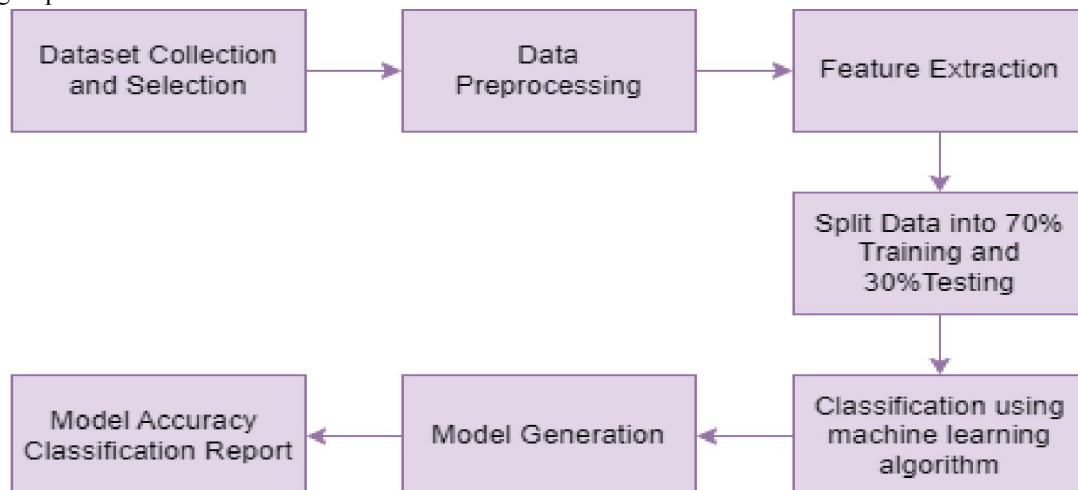 Dataset Collection
and Selection
Data
Preprocessing
Feature Extraction
Split Data into 70%
Training and
30%Testing
Classification using
machine learning
algorithm
Model Generation
Model Accuracy
Classification Report